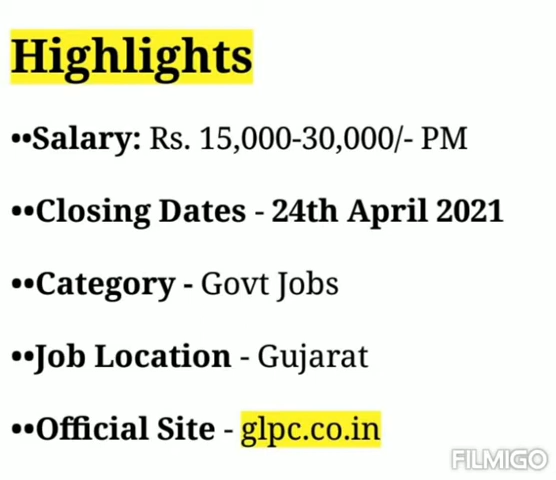 Highlights
••Salary: Rs. 15,000-30,000/- PM
••Closing Dates - 24th April 2021
••Category - Govt Jobs
••Job Location - Gujarat
••Official Site - glpc.co.in
FILMIGO